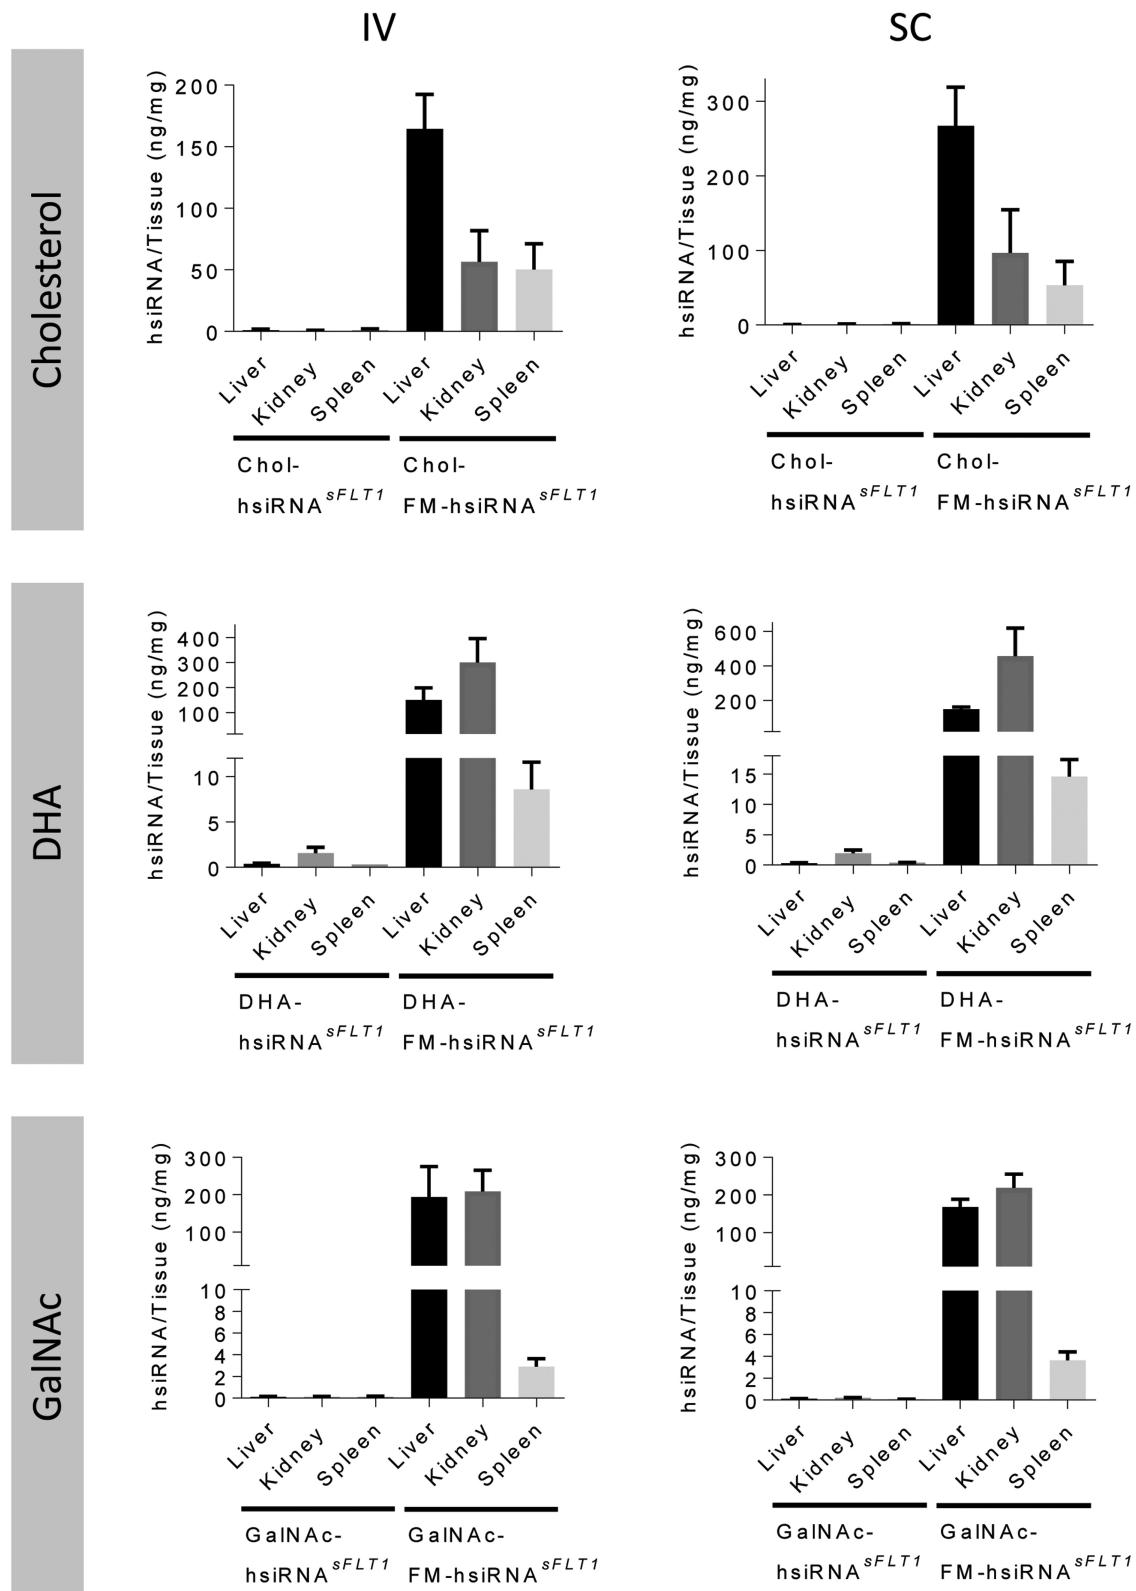 IV
SC
Cholesterol
hsiRNA/Tissue (ng/mg)
200
150
100
50
0
Liver
Kidney
Spleen
Liver
Kidney
Spleen
Chol-
hsiRNA sFLT1
Chol-
FM-hsiRNA sFLT1
hsiRNA/Tissue (ng/mg)
300
200
100
0
Liver
Kidney
Spleen
Liver
Kidney
Spleen
Chol-
hsiRNA sFLT1
Chol-
FM-hsiRNA sFLT1
DHA
hsiRNA/Tissue (ng/mg)
400
300
200
100
10
5
0
Liver
Kidney
Spleen
Liver
Kidney
Spleen
DHA-
hsiRNA sFLT1
DHA-
FM-hsiRNA sFLT1
hsiRNA/Tissue (ng/mg)
600
400
200
15
10
5
0
Liver
Kidney
Spleen
Liver
Kidney
Spleen
DHA-
hsiRNA sFLT1
DHA-
FM-hsiRNA sFLT1
GalNAc
hsiRNA/Tissue (ng/mg)
300
200
100
10
8
6
4
2
0
Liver
Kidney
Spleen
Liver
Kidney
Spleen
GalNAc-
hsiRNA sFLT1
GalNAc-
FM-hsiRNA sFLT1
hsiRNA/Tissue (ng/mg)
300
200
100
10
8
6
4
2
0
Liver
Kidney
Spleen
Liver
Kidney
Spleen
GalNAc-
hsiRNA sFLT1
GalNAc-
FM-hsiRNA sFLT1